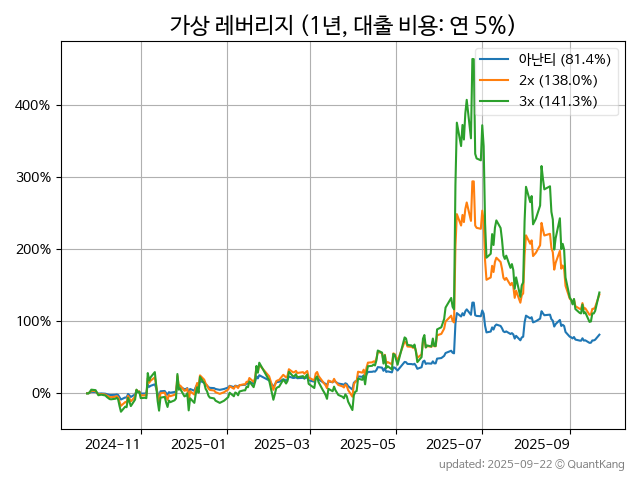 가상 레버리지 (1년, 대출 비용: 연 5%)
아난티 (81.4%)
2x (138.0%)
3x (141.3%)
400%
300%
200%
100%
0%
2024-11 2025-01 2025-03 2025-05 2025-07 2025-09
updated: 2025-09-22 © QuantKang